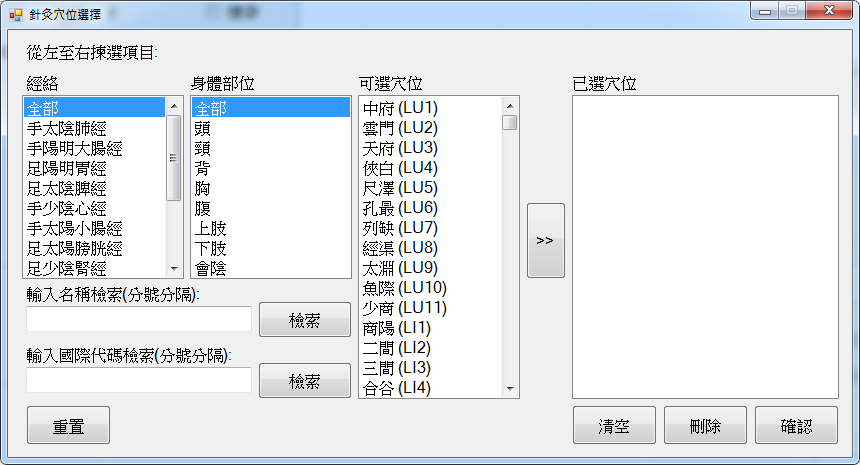 針灸穴位選擇
從左至右揀選項目:
經絡
全部
手太陰肺經
手陽明大腸經
足陽明胃經
足太陰脾經
手少陰心經
手太陽小腸經
足太陽膀胱經
足少陰腎經
身體部位
全部
頭
頸
背
胸
腹
上肢
下肢
會陰
可選穴位
中府 (LU1)
雲門 (LU2)
天府 (LU3)
俠白 (LU4)
尺澤 (LU5)
孔最 (LU6)
列缺 (LU7)
經渠 (LU8)
太淵 (LU9)
魚際 (LU10)
少商 (LU11)
商陽 (LI1)
二間 (LI2)
三間 (LI3)
合谷 (LI4)
>>
已選穴位
輸入名稱檢索(分號分隔):
檢索
輸入國際代碼檢索(分號分隔):
檢索
重置
清空
刪除
確認